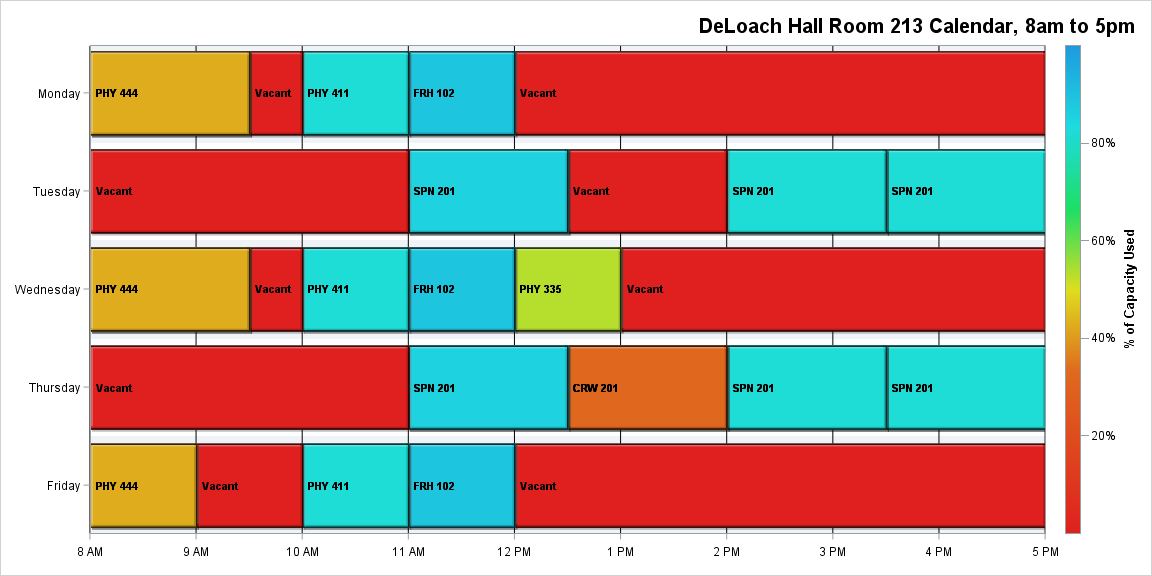 DeLoach Hall Room 213 Calendar, 8am to 5pm
Monday
PHY 444
Vacant
PHY 411
FRH 102
Vacant
Tuesday
Vacant
SPN 201
Vacant
SPN 201
SPN 201
Wednesday
PHY 444
Vacant
PHY 411
FRH 102
PHY 335
Vacant
Thursday
Vacant
SPN 201
CRW 201
SPN 201
SPN 201
Friday
PHY 444
Vacant
PHY 411
FRH 102
Vacant
8 AM
9 AM
10 AM
11 AM
12 PM
1 PM
2 PM
3 PM
4 PM
5 PM
80%
60%
40%
20%
% of Capacity Used